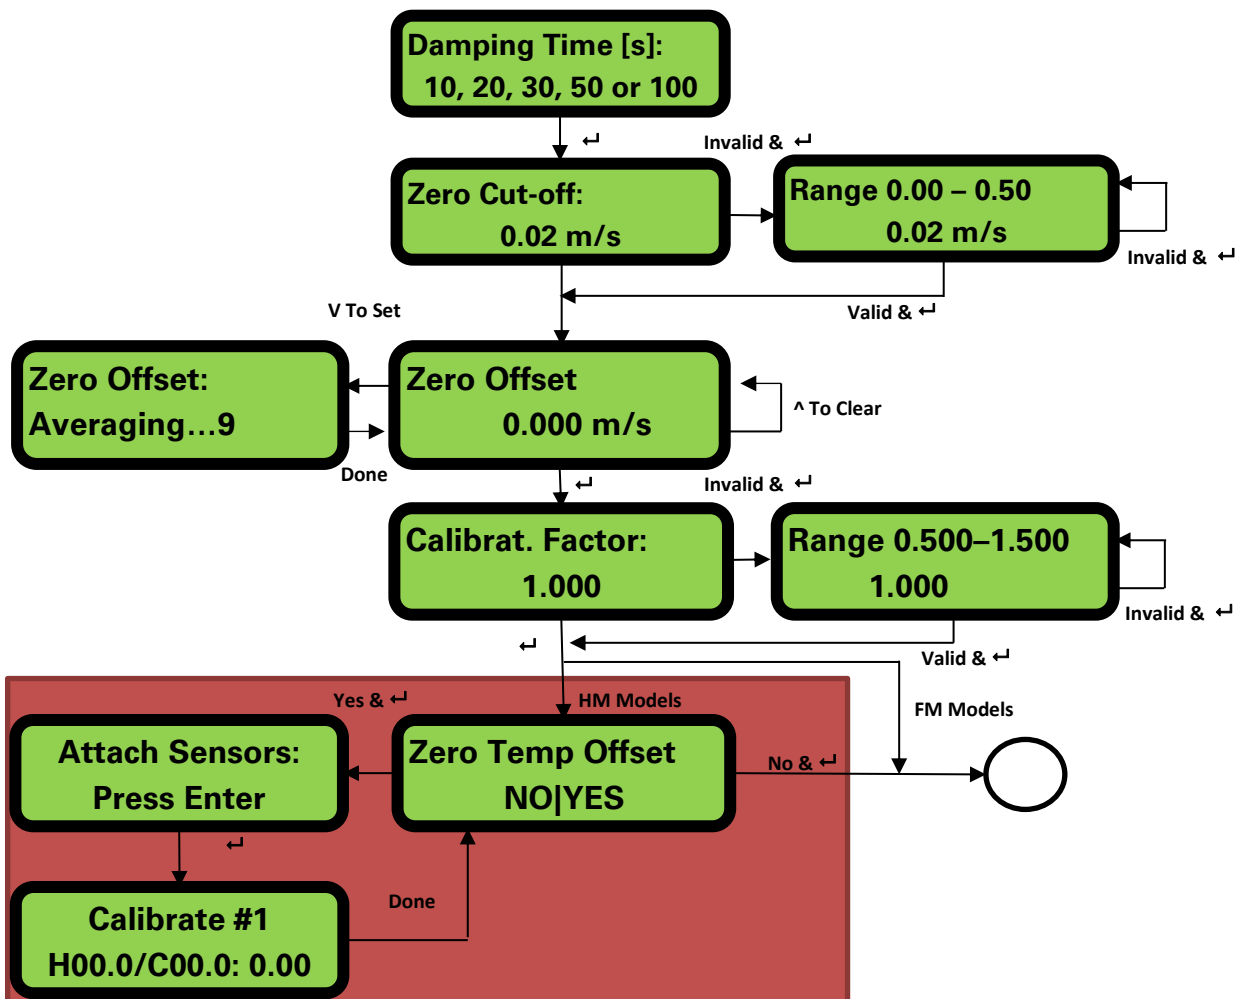 Damping Time [s]:
10, 20, 30, 50 or 100
↵
Invalid & ↵
Zero Cut-off:
0.02 m/s
Range 0.00 – 0.50
0.02 m/s
Invalid & ↵
Valid & ↵
V To Set
Zero Offset:
Averaging...9
Zero Offset
0.000 m/s
^ To Clear
Done
↵
Invalid & ↵
Calibrat. Factor:
1.000
Range 0.500–1.500
1.000
Invalid & ↵
↵
Valid & ↵
Yes & ↵
HM Models
FM Models
Attach Sensors:
Press Enter
Zero Temp Offset
NO|YES
No & ↵
↵
Done
Calibrate #1
H00.0/C00.0: 0.00